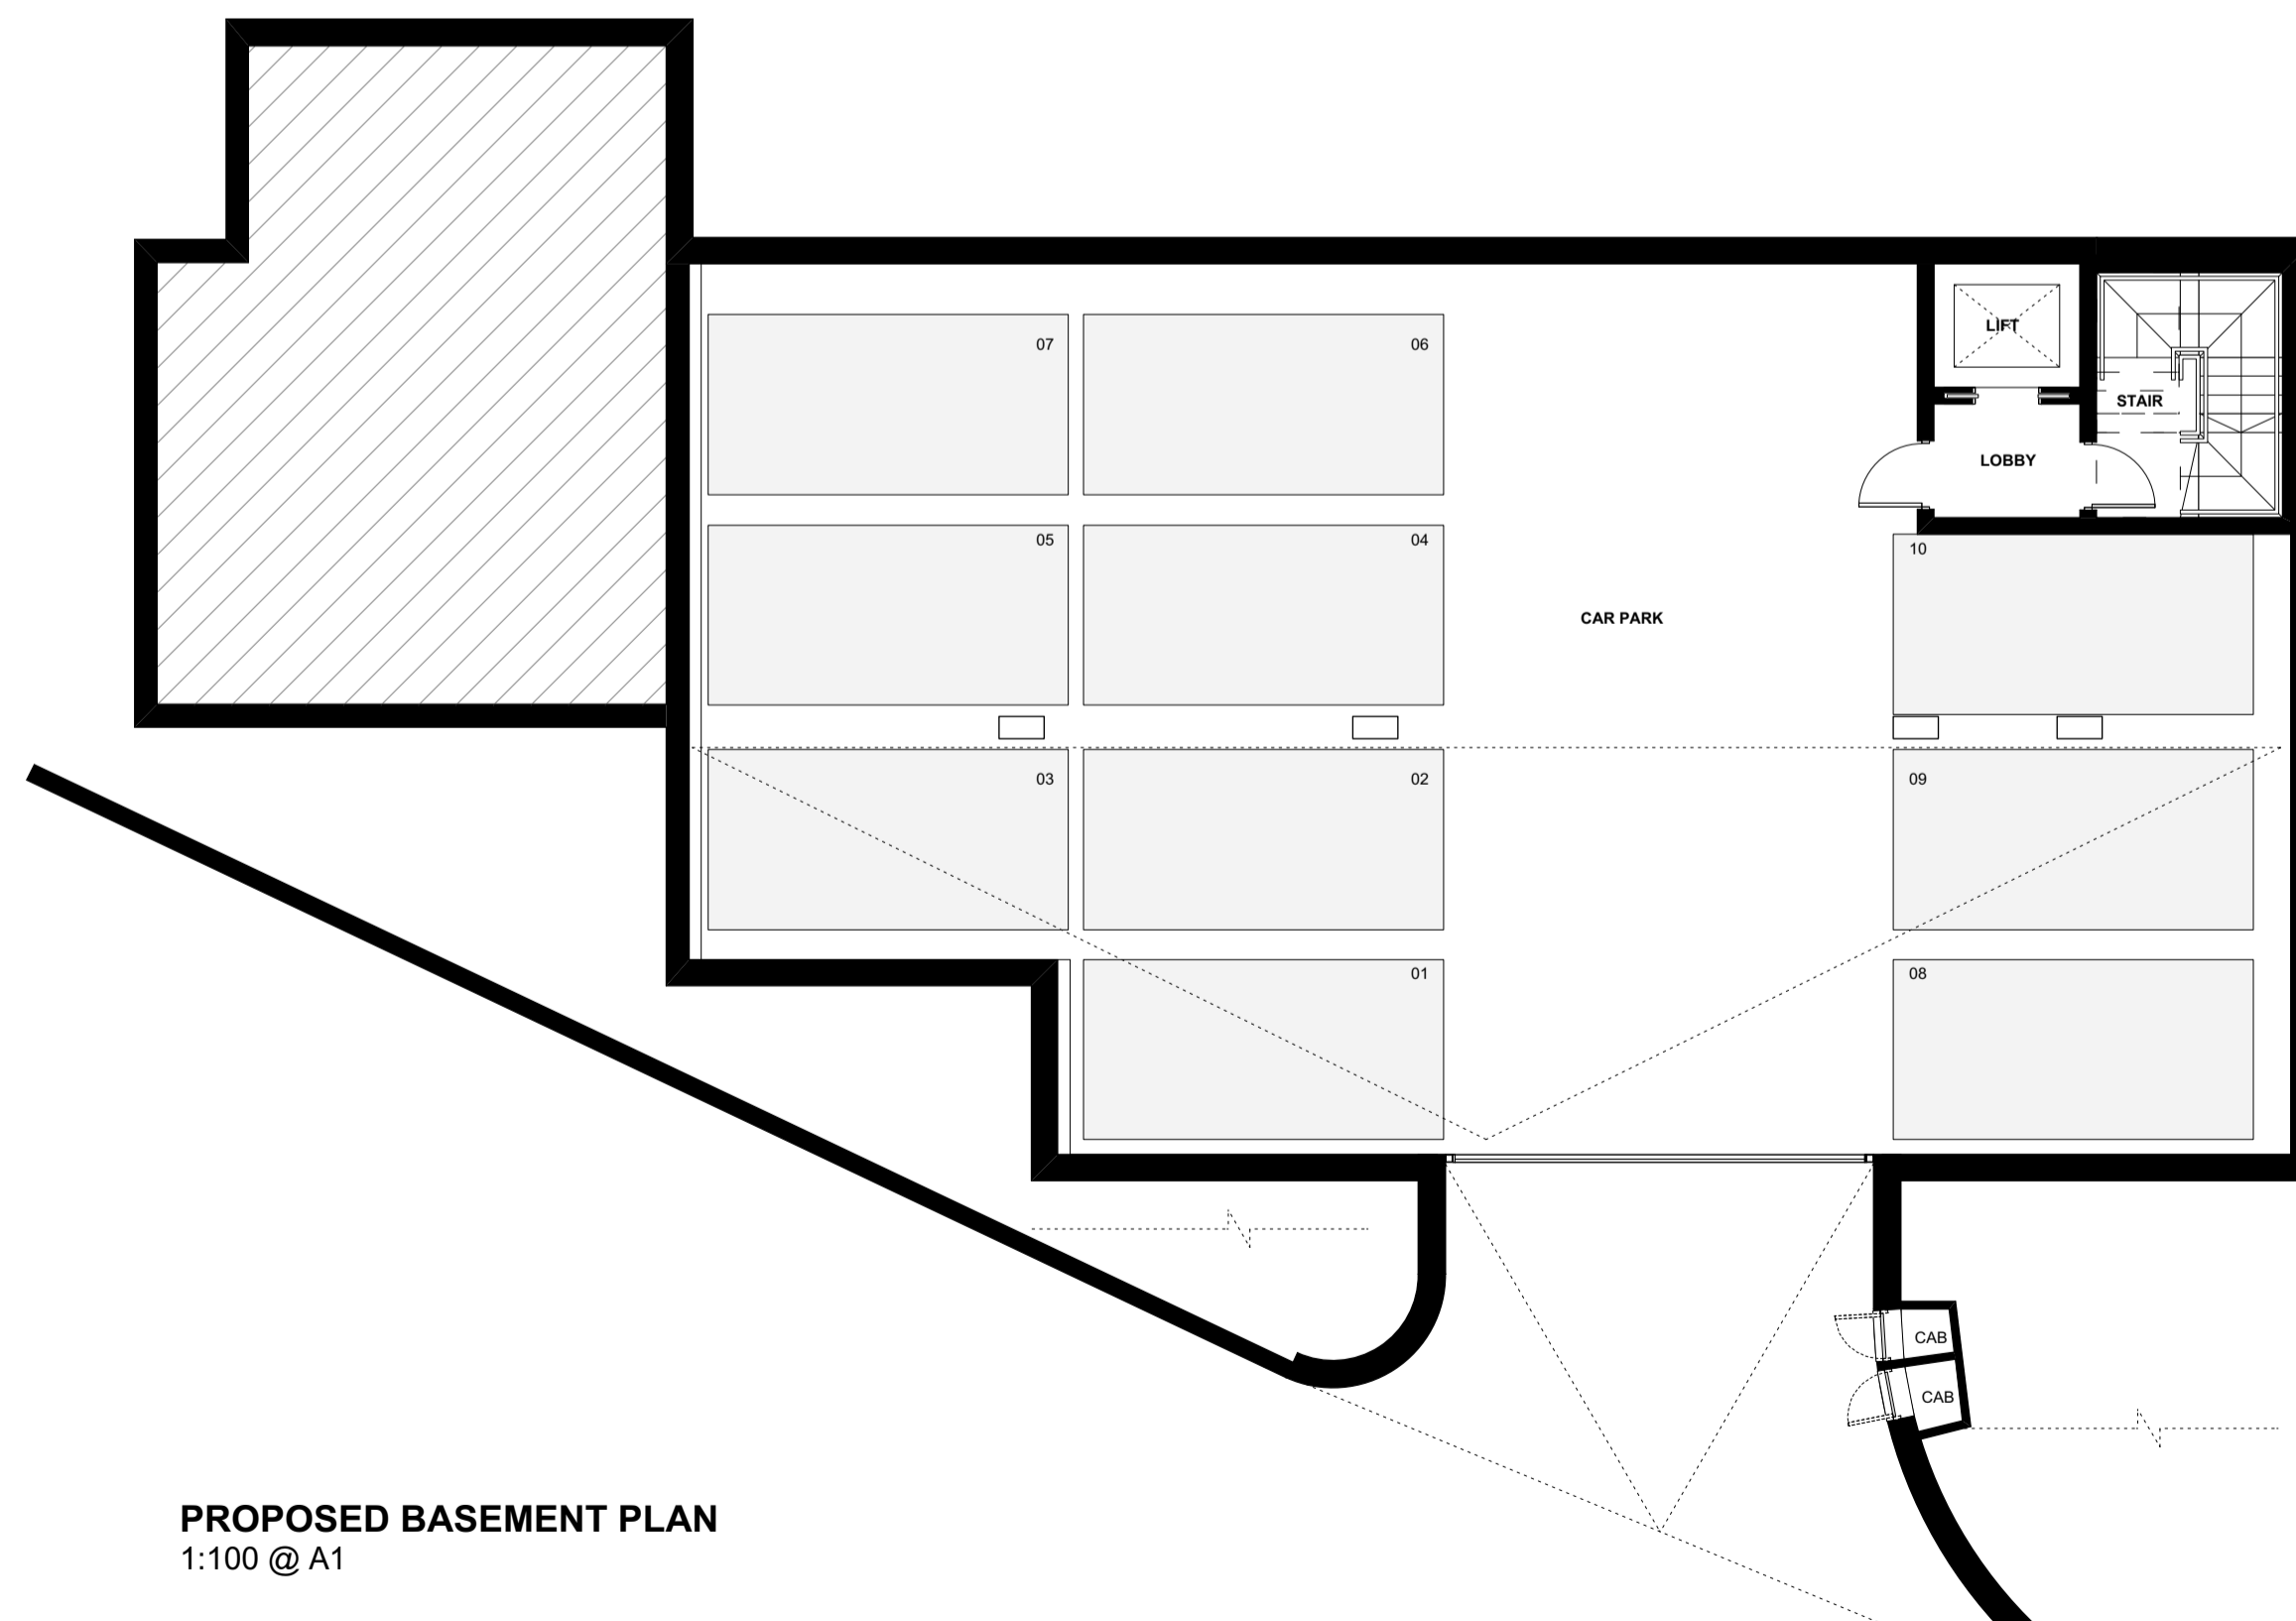 LIFT
07
06
STAIR
LOBBY
05
04
10
CAR PARK
03
02
09
01
08
CAB
CAB
PROPOSED BASEMENT PLAN
1:100 @ A1